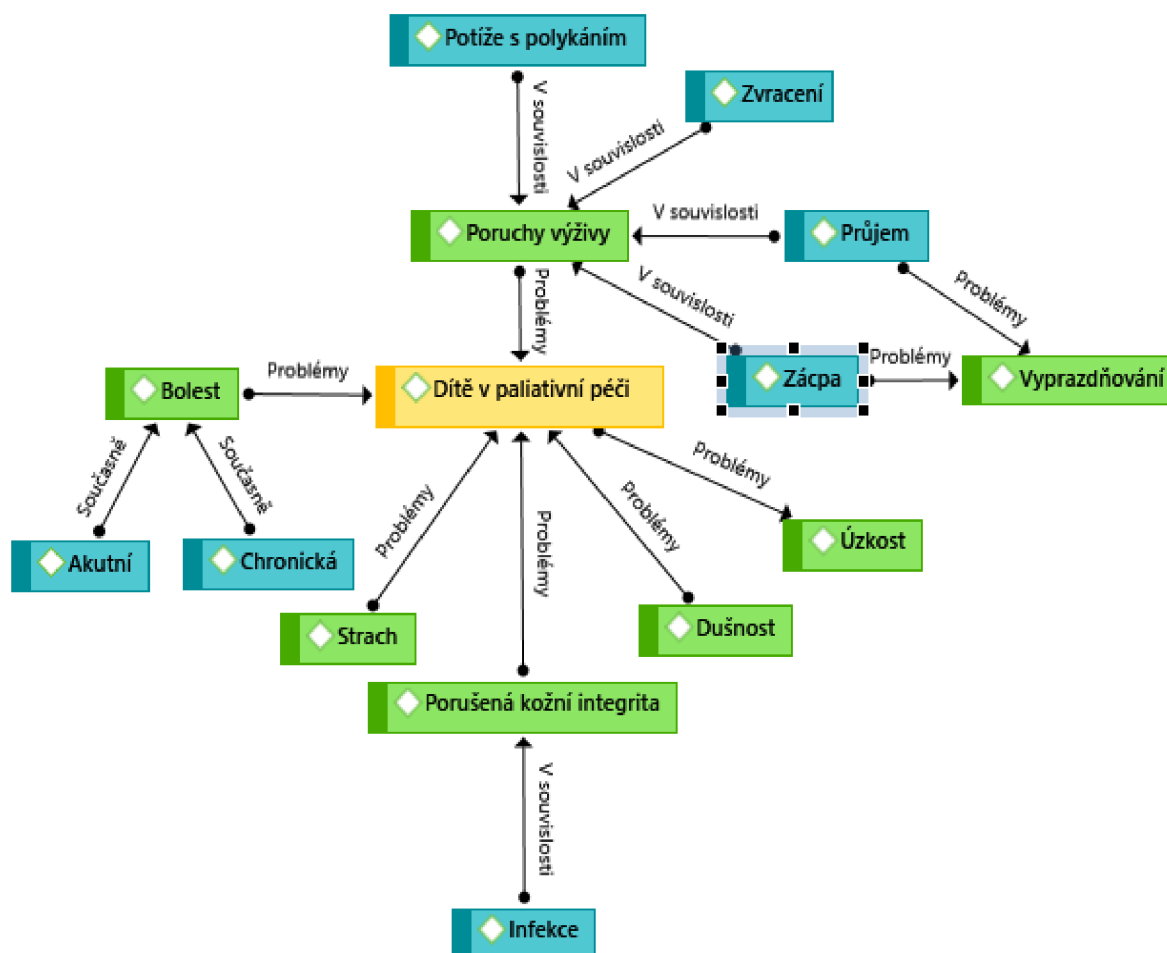 Potíže s polykáním
Zvracení
V souvislosti
V souvislosti
Poruchy výživy
V souvislosti
Průjem
Problémy
V souvislosti
Problémy
Bolest
Problémy
Dítě v paliativní péči
Zácpa
Problémy
Vyprazdňování
Současně
Současně
Problémy
Problémy
Problémy
Problémy
Akutní
Chronická
Úzkost
Strach
Dušnost
Porušená kožní integrita
V souvislosti
Infekce